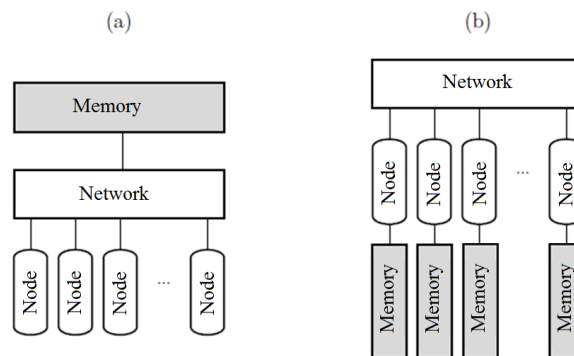 (a)
Memory
Network
Node
Node
Node
...
Node
(b)
Network
Node
Node
Node
...
Node
Memory
Memory
Memory
Memory